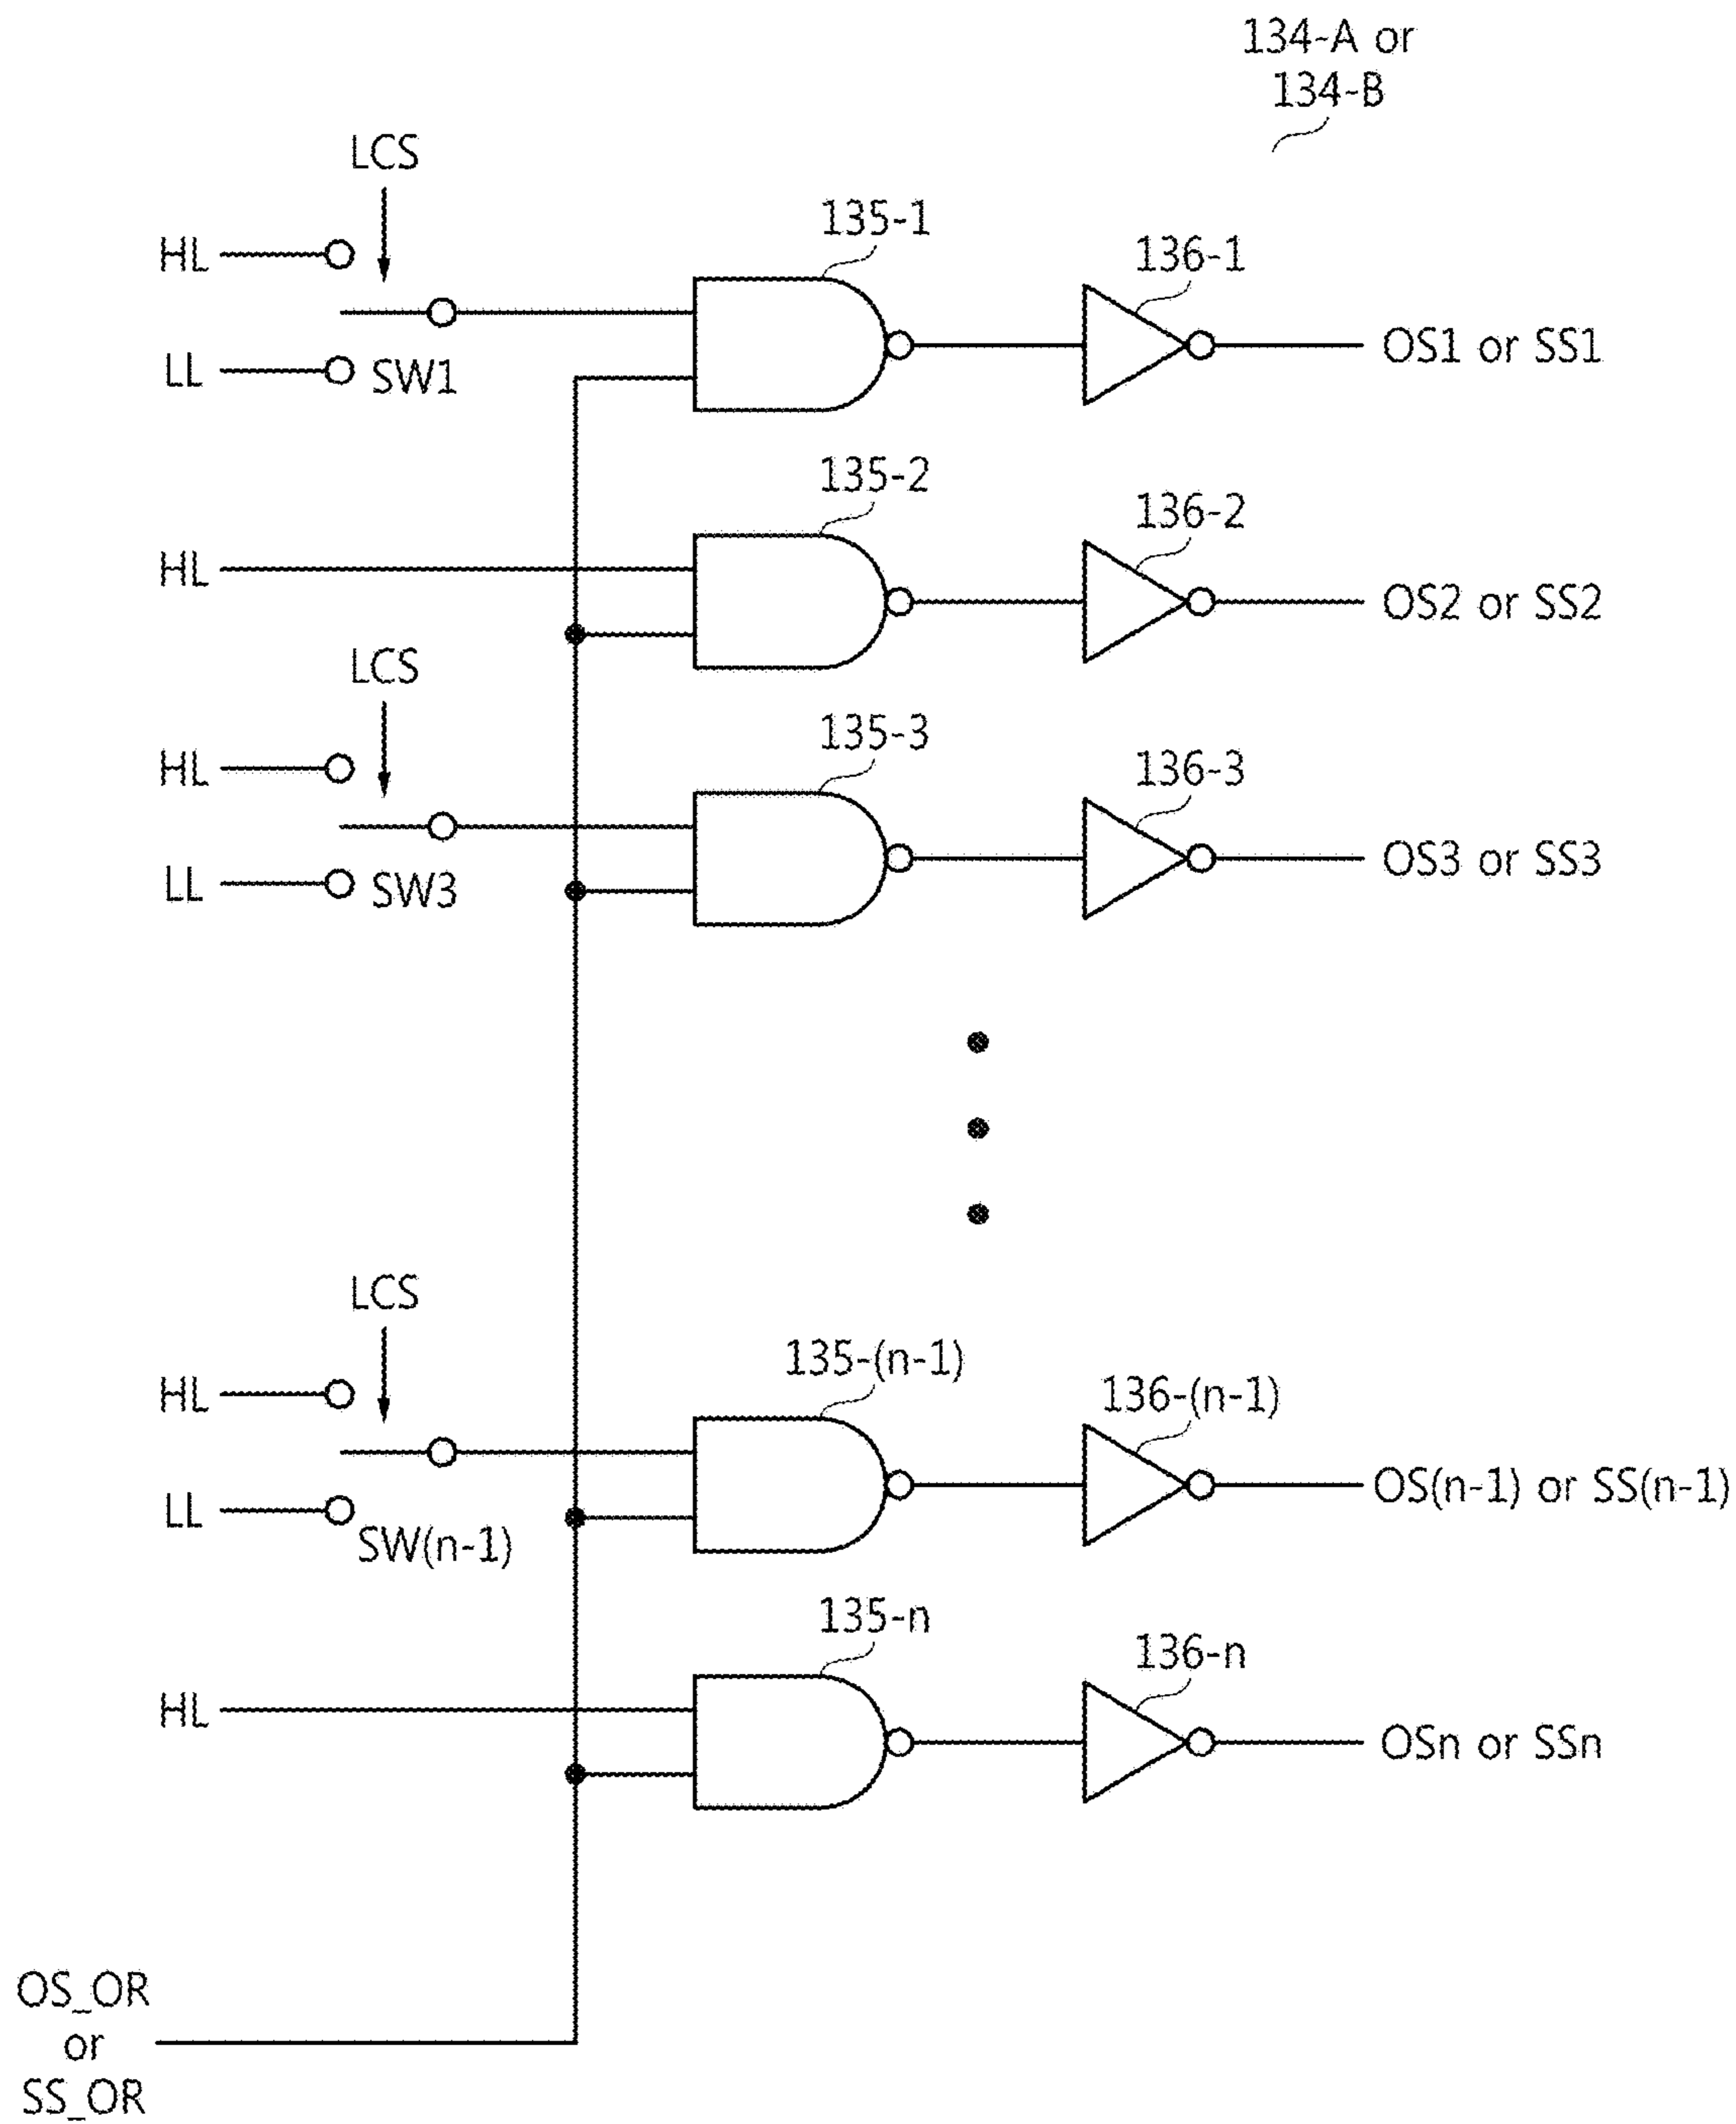 134-A or
134-B
LCS
135-1
HL
136-1
OS1 or SS1
LL
SW1
135-2
136-2
HL
OS2 or SS2
LCS
135-3
HL
136-3
OS3 or SS3
LL
SW3
LCS
135-(n-1)
HL
136-(n-1)
OS(n-1) or SS(n-1)
LL
SW(n-1)
135-n
136-n
HL
OSn or SSn
OS_OR
or
SS_OR